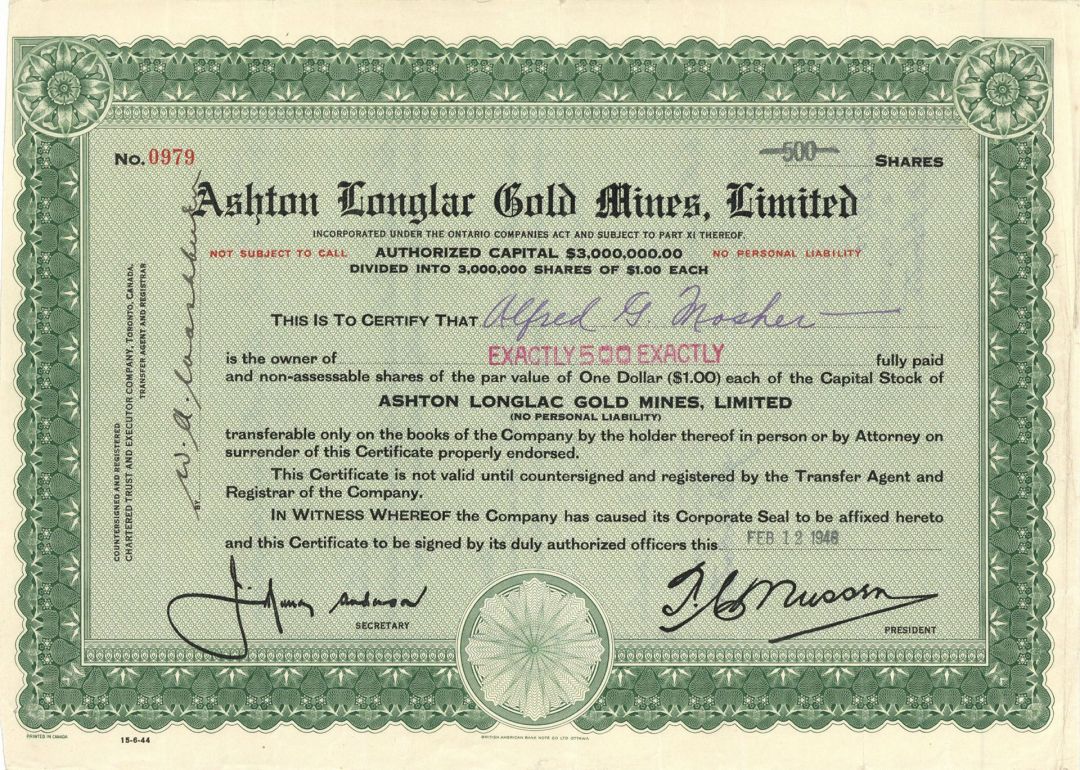 No. 0979
500 SHARES
Ashton Longlac Gold Mines, Limited
INCORPORATED UNDER THE ONTARIO COMPANIES ACT AND SUBJECT TO PART XI THEREOF.
NOT SUBJECT TO CALL AUTHORIZED CAPITAL $3,000,000.00 NO PERSONAL LIABILITY
DIVIDED INTO 3,000,000 SHARES OF $1.00 EACH
THIS IS TO CERTIFY THAT Alfred G. Mosher
is the owner of EXACTLY 500 EXACTLY fully paid
and non-assessable shares of the par value of One Dollar ($1.00) each of the Capital Stock of
ASHTON LONGLAC GOLD MINES, LIMITED
(NO PERSONAL LIABILITY)
transferable only on the books of the Company by the holder thereof in person or by Attorney on
surrender of this Certificate properly endorsed.
This Certificate is not valid until countersigned and registered by the Transfer Agent and
Registrar of the Company.
IN WITNESS WHEREOF the Company has caused its Corporate Seal to be affixed hereto
and this Certificate to be signed by its duly authorized officers this FEB 12 1946
SECRETARY
PRESIDENT
COUNTERSIGNED AND REGISTERED
CHARTERED TRUST AND EXECUTOR COMPANY, TORONTO, CANADA,
TRANSFER AGENT AND REGISTRAR
BY
PRINTED IN CANADA
15-6-44
BRITISH AMERICAN BANK NOTE CO LTD OTTAWA